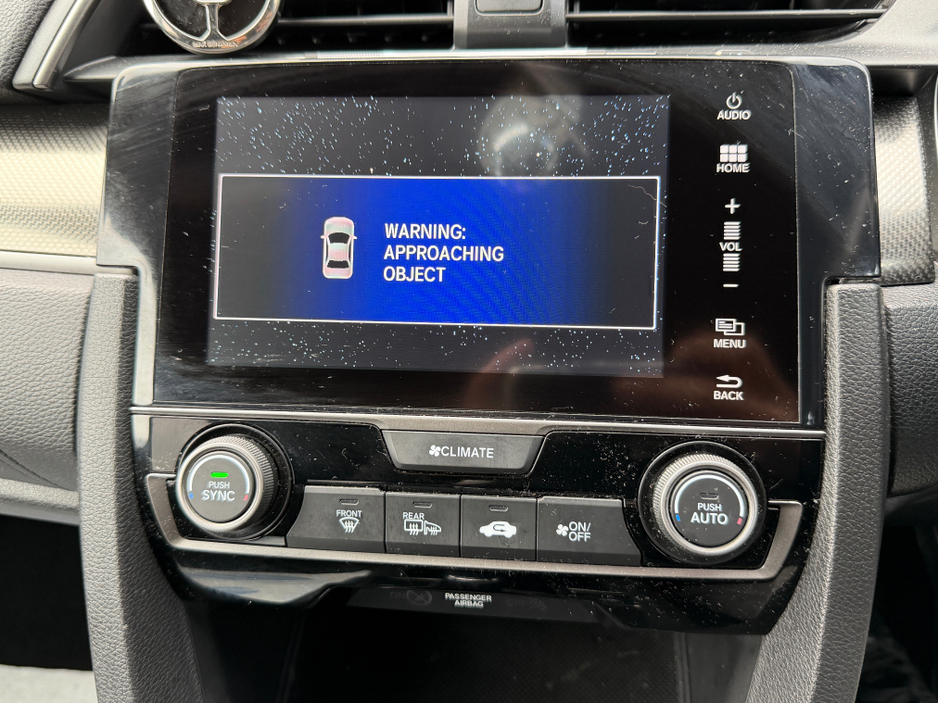 AUDIO
HOME
WARNING:
APPROACHING
OBJECT
+
VOL
−
MENU
BACK
CLIMATE
PUSH
SYNC
FRONT
REAR
ON/
OFF
PUSH
AUTO
PASSENGER
AIRBAG